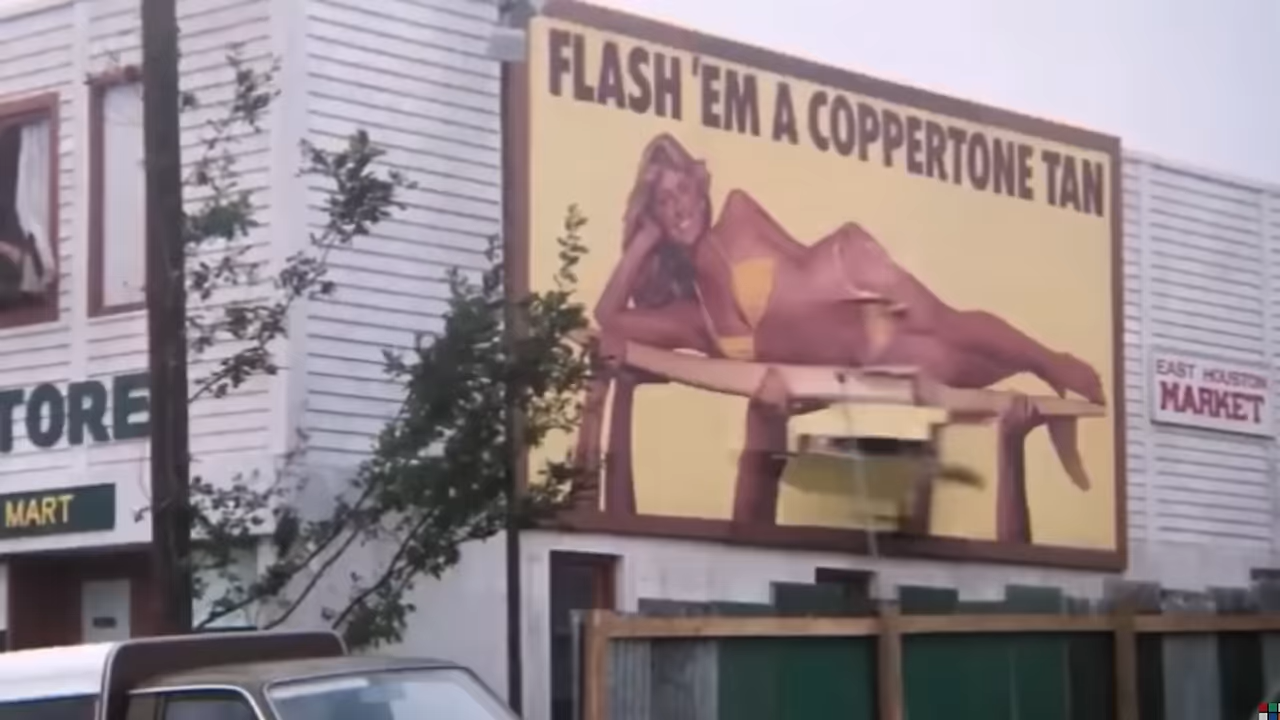 FLASH 'EM A COPPERTONE TAN
EAST HOUSTON
MARKET
TORE
MART